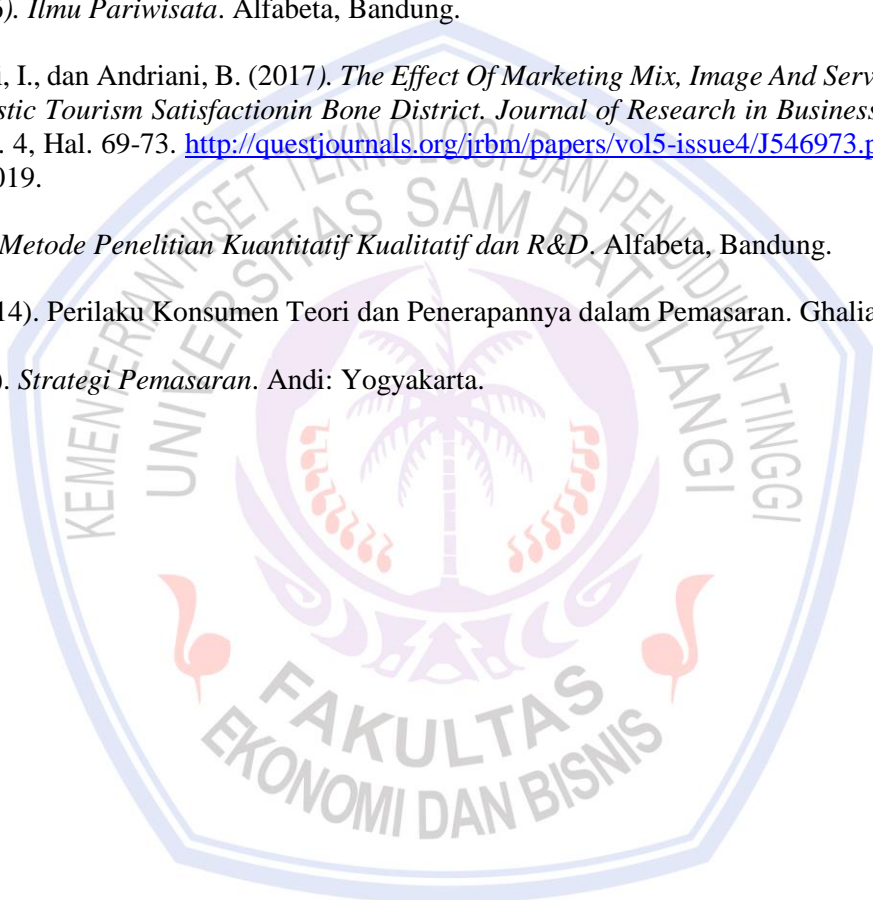 ). Ilmu Pariwisata. Alfabeta, Bandung.
i, I., dan Andriani, B. (2017). The Effect Of Marketing Mix, Image And Serv
stic Tourism Satisfactionin Bone District. Journal of Research in Business
. 4, Hal. 69-73. http://questjournals.org/jrbm/papers/vol5-issue4/J546973.p
019.
Metode Penelitian Kuantitatif Kualitatif dan R&D. Alfabeta, Bandung.
14). Perilaku Konsumen Teori dan Penerapannya dalam Pemasaran. Ghalia
). Strategi Pemasaran. Andi: Yogyakarta.
KEMENTERIAN RISET TEKNOLOGI DAN PENDIDIKAN TINGGI
UNIVERSITAS SAM RATULANGI
FAKULTAS
EKONOMI DAN BISNIS